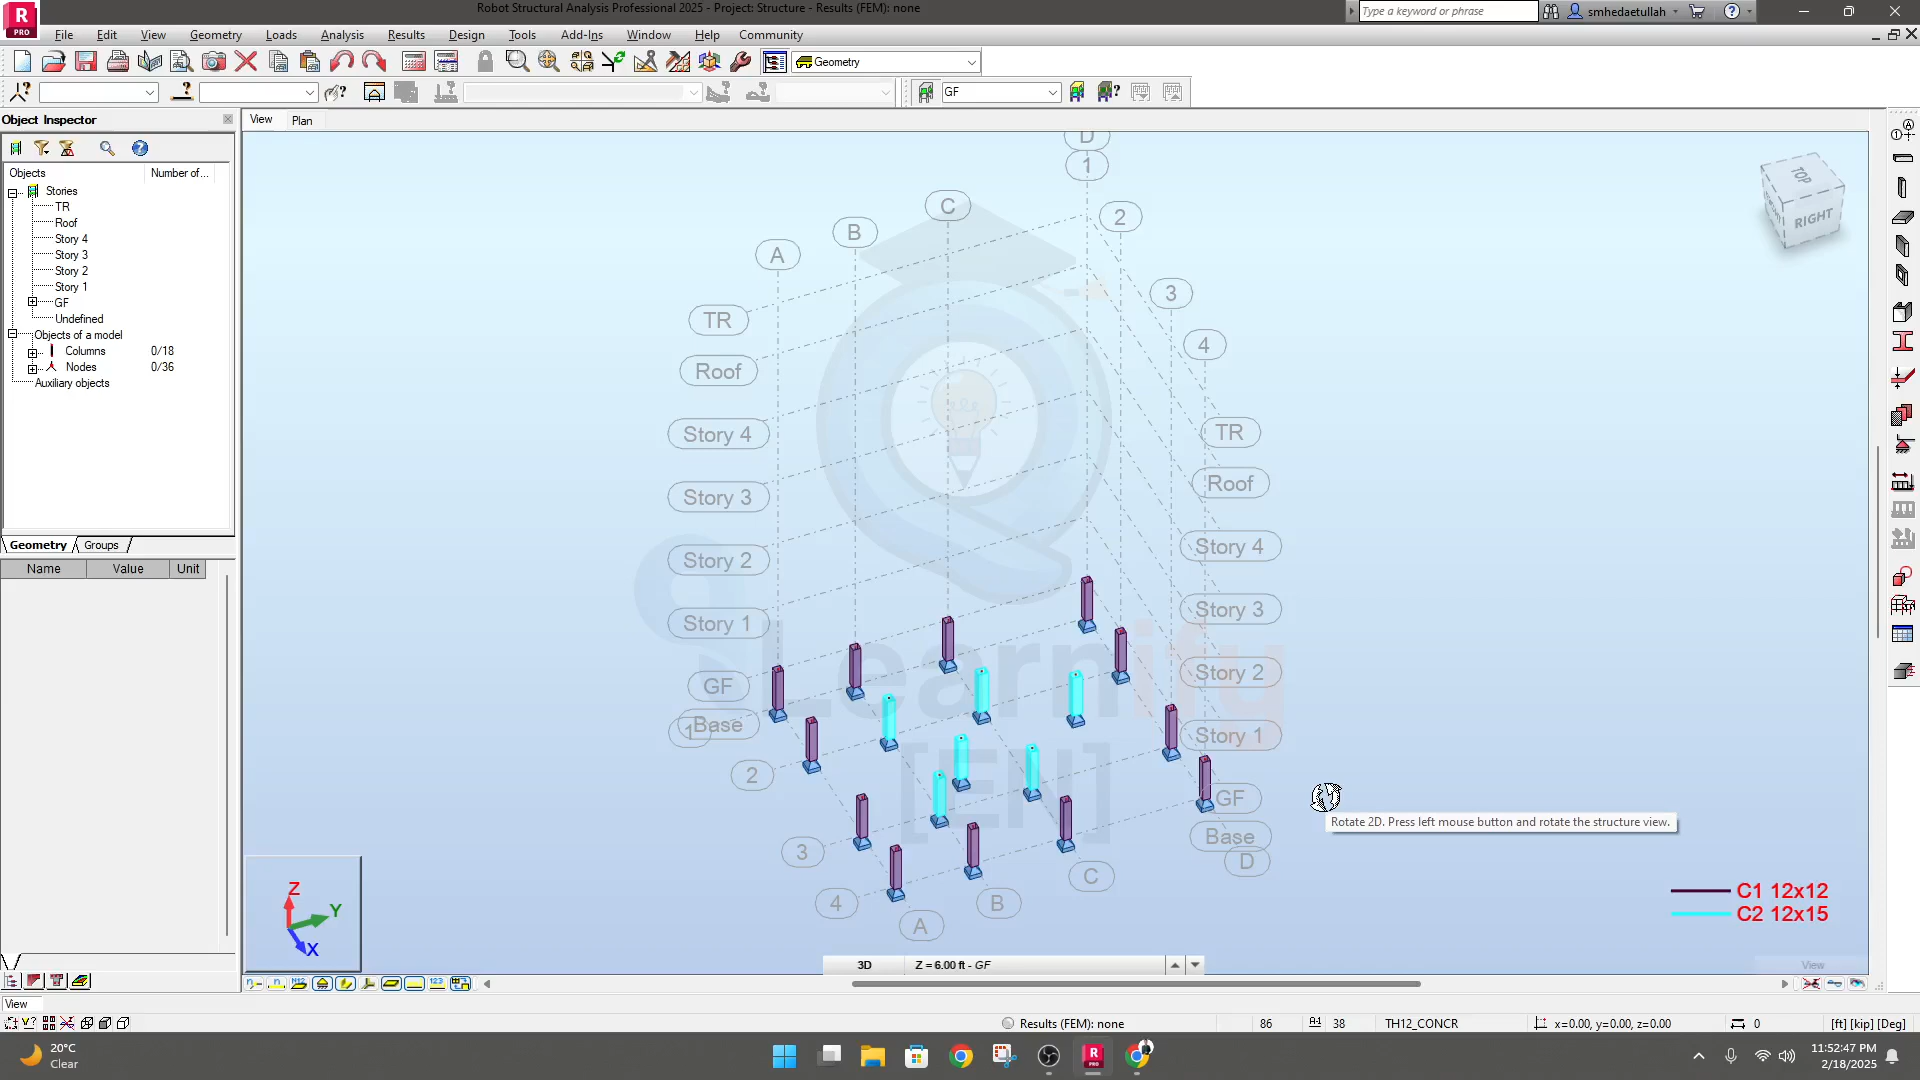 Robot Structural Analysis Professional 2025 - Project: Structure - Results (FEM): none
Type a keyword or phrase
smhedaetullah
PRO
File Edit View Geometry Loads Analysis Results Design Tools Add-Ins Window Help Community
Geometry
GF
Object Inspector
View Plan
Objects Number of...
Stories
TR
Roof
Story 4
Story 3
Story 2
Story 1
GF
Undefined
Objects of a model
Columns 0/18
Nodes 0/36
Auxiliary objects
Geometry Groups
Name Value Unit
D
1
C
2
B
A
3
TR
4
Roof
TR
Story 4
Roof
Story 3
Story 4
Story 2
Story 3
Story 1
Story 2
GF
Base
1
Story 1
2
GF
Base
3
D
C
4
B
A
Learnify
[EN]
TOP
RIGHT
Rotate 2D. Press left mouse button and rotate the structure view.
C1 12x12
C2 12x15
Z
Y
X
3D Z = 6.00 ft - GF
View
View
Results (FEM): none 86 38 TH12_CONCR x=0.00, y=0.00, z=0.00 0 [ft] [kip] [Deg]
20°C
Clear
11:52:47 PM
2/18/2025